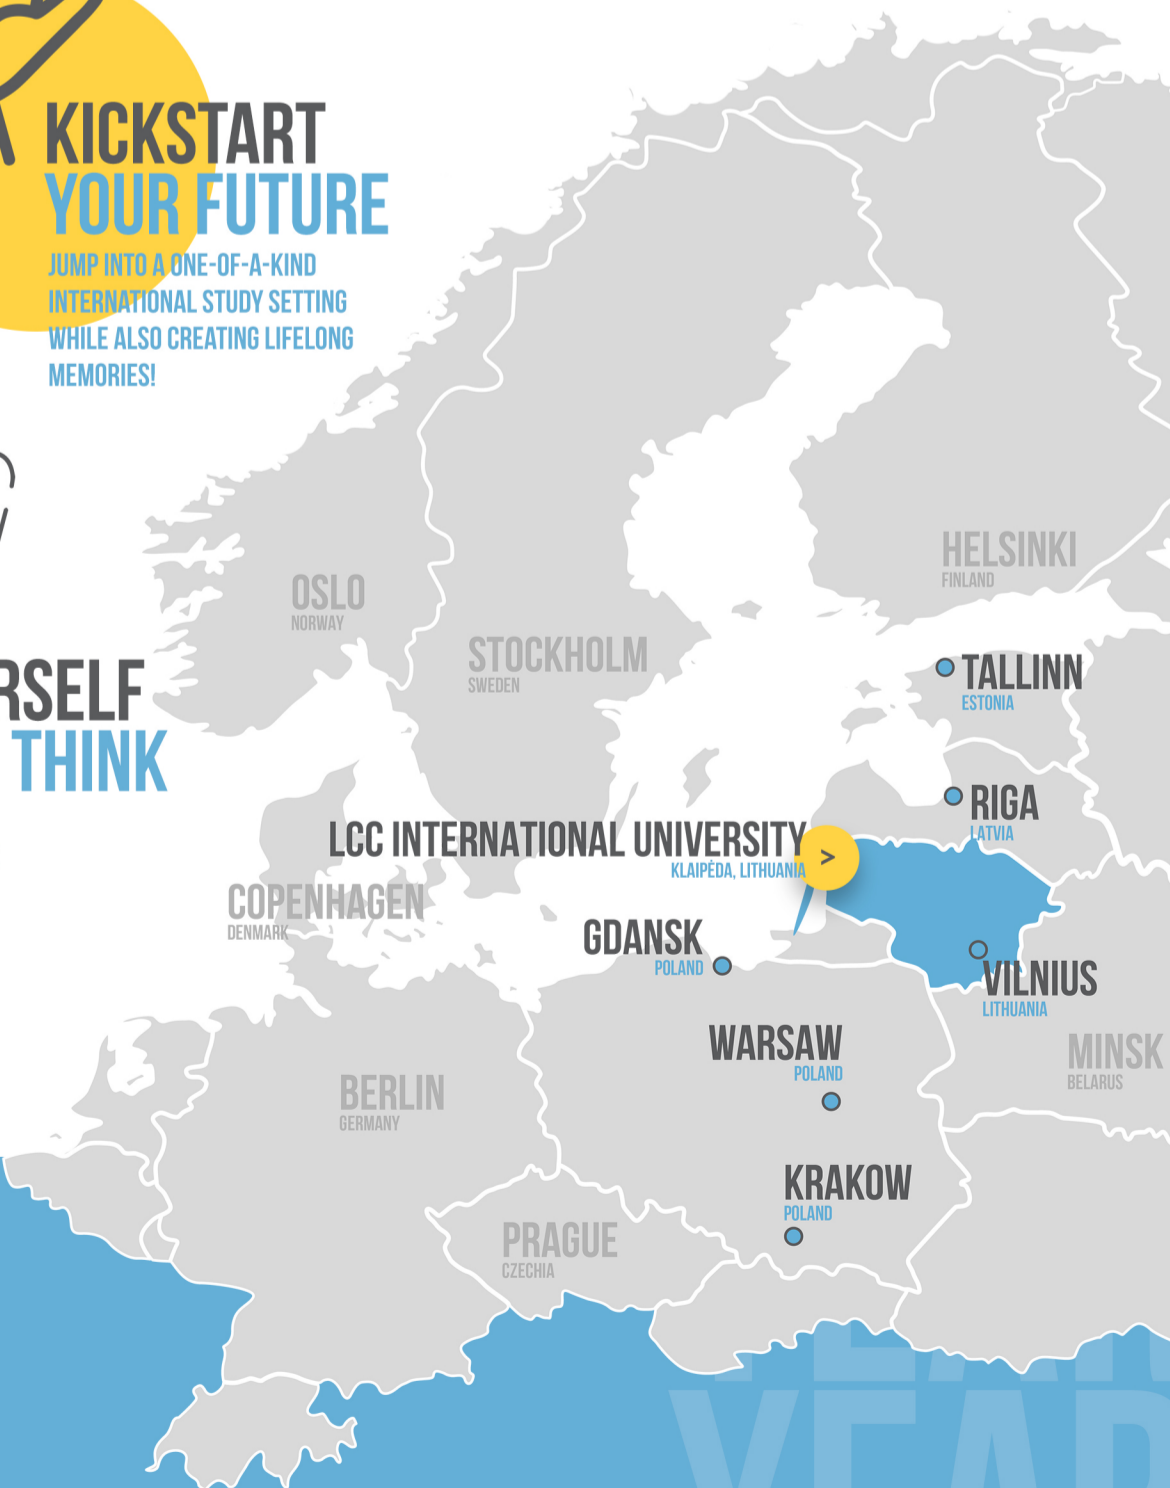 KICKSTART
YOUR FUTURE
JUMP INTO A ONE-OF-A-KIND
INTERNATIONAL STUDY SETTING
WHILE ALSO CREATING LIFELONG
MEMORIES!
HELSINKI
FINLAND
OSLO
NORWAY
STOCKHOLM
SWEDEN
RSELF
THINK
TALLINN
ESTONIA
RIGA
LATVIA
LCC INTERNATIONAL UNIVERSITY
KLAIPĖDA, LITHUANIA
>
COPENHAGEN
DENMARK
GDANSK
POLAND
VILNIUS
LITHUANIA
WARSAW
POLAND
MINSK
BELARUS
BERLIN
GERMANY
KRAKOW
POLAND
PRAGUE
CZECHIA
YEAR